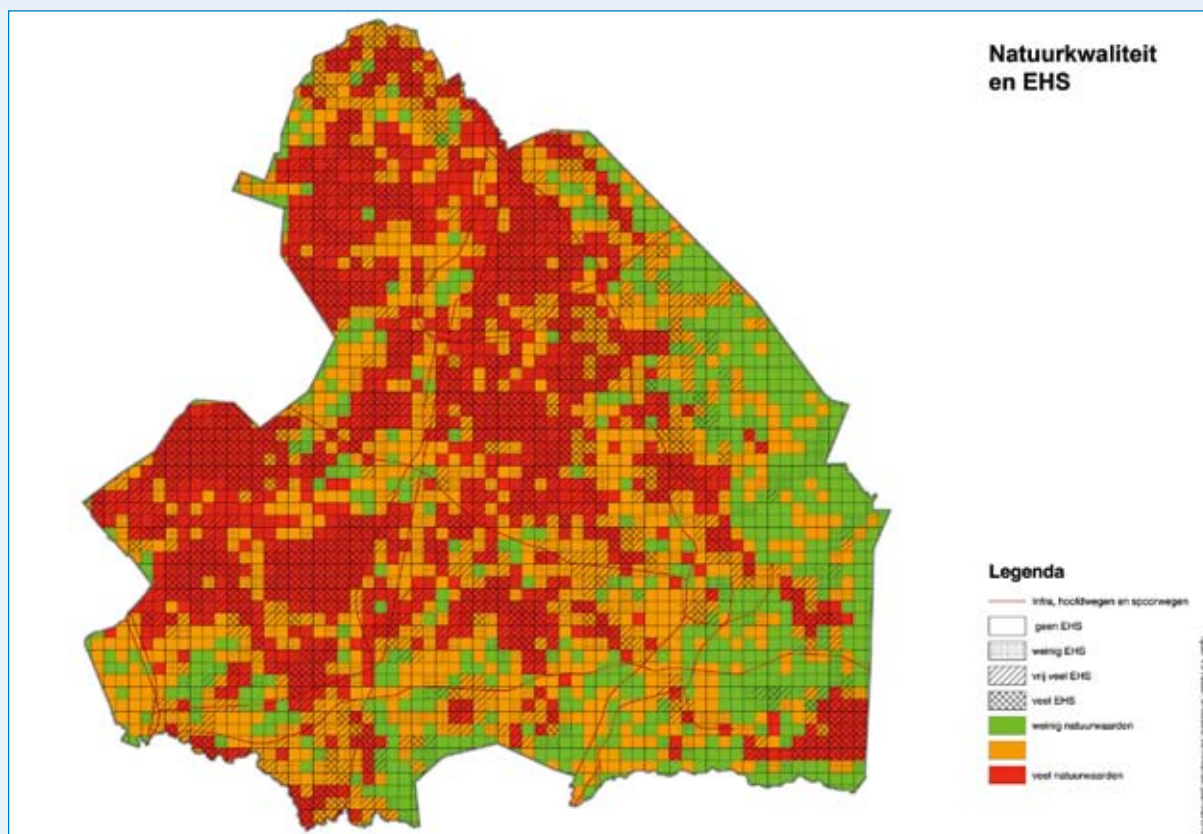 Natuurkwaliteit
en EHS
Legenda
Infra, hoofdwegen en spoorwegen
geen EHS
weinig EHS
vrij veel EHS
veel EHS
weinig natuurwaarden
veel natuurwaarden